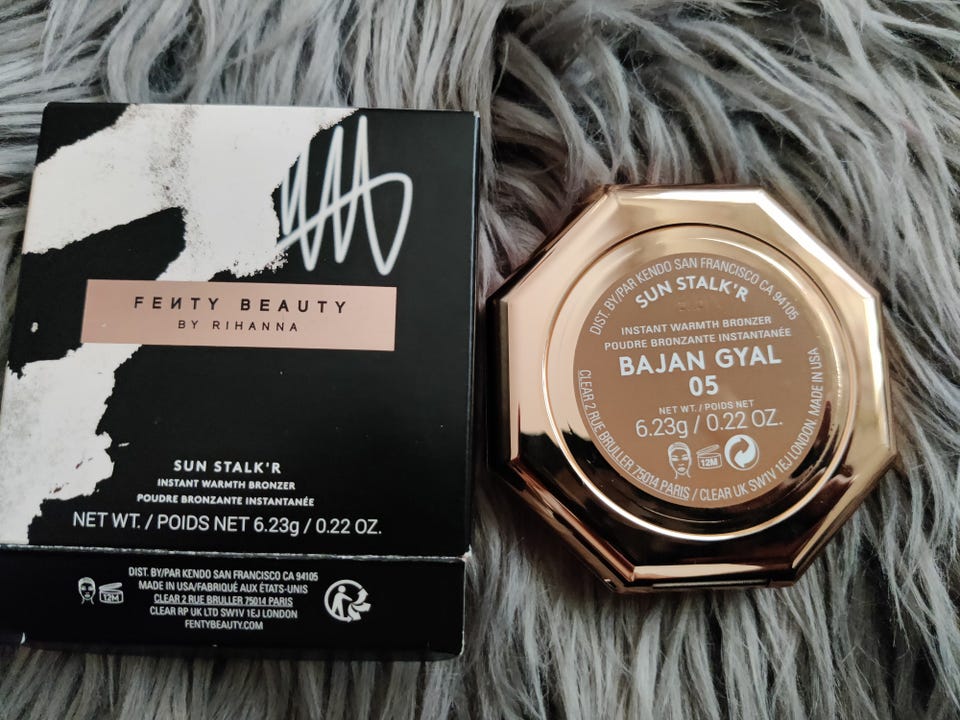 FENTY BEAUTY
BY RIHANNA
SUN STALK'R
INSTANT WARMTH BRONZER
POUDRE BRONZANTE INSTANTANÉE
NET WT. / POIDS NET 6.23g / 0.22 OZ.
DIST. BY/PAR KENDO SAN FRANCISCO CA 94105
MADE IN USA/FABRIQUÉ AUX ÉTATS-UNIS
CLEAR 2 RUE BRULLER 75014 PARIS
CLEAR RP UK LTD SW1V 1EJ LONDON
FENTYBEAUTY.COM
12M
DIST. BY/PAR KENDO SAN FRANCISCO CA 94105
SUN STALK'R
INSTANT WARMTH BRONZER
POUDRE BRONZANTE INSTANTANÉE
BAJAN GYAL
05
NET WT. / POIDS NET
6.23g / 0.22 OZ.
12M
CLEAR 2 RUE BRULLER 75014 PARIS / CLEAR UK SW1V 1EJ LONDON. MADE IN USA